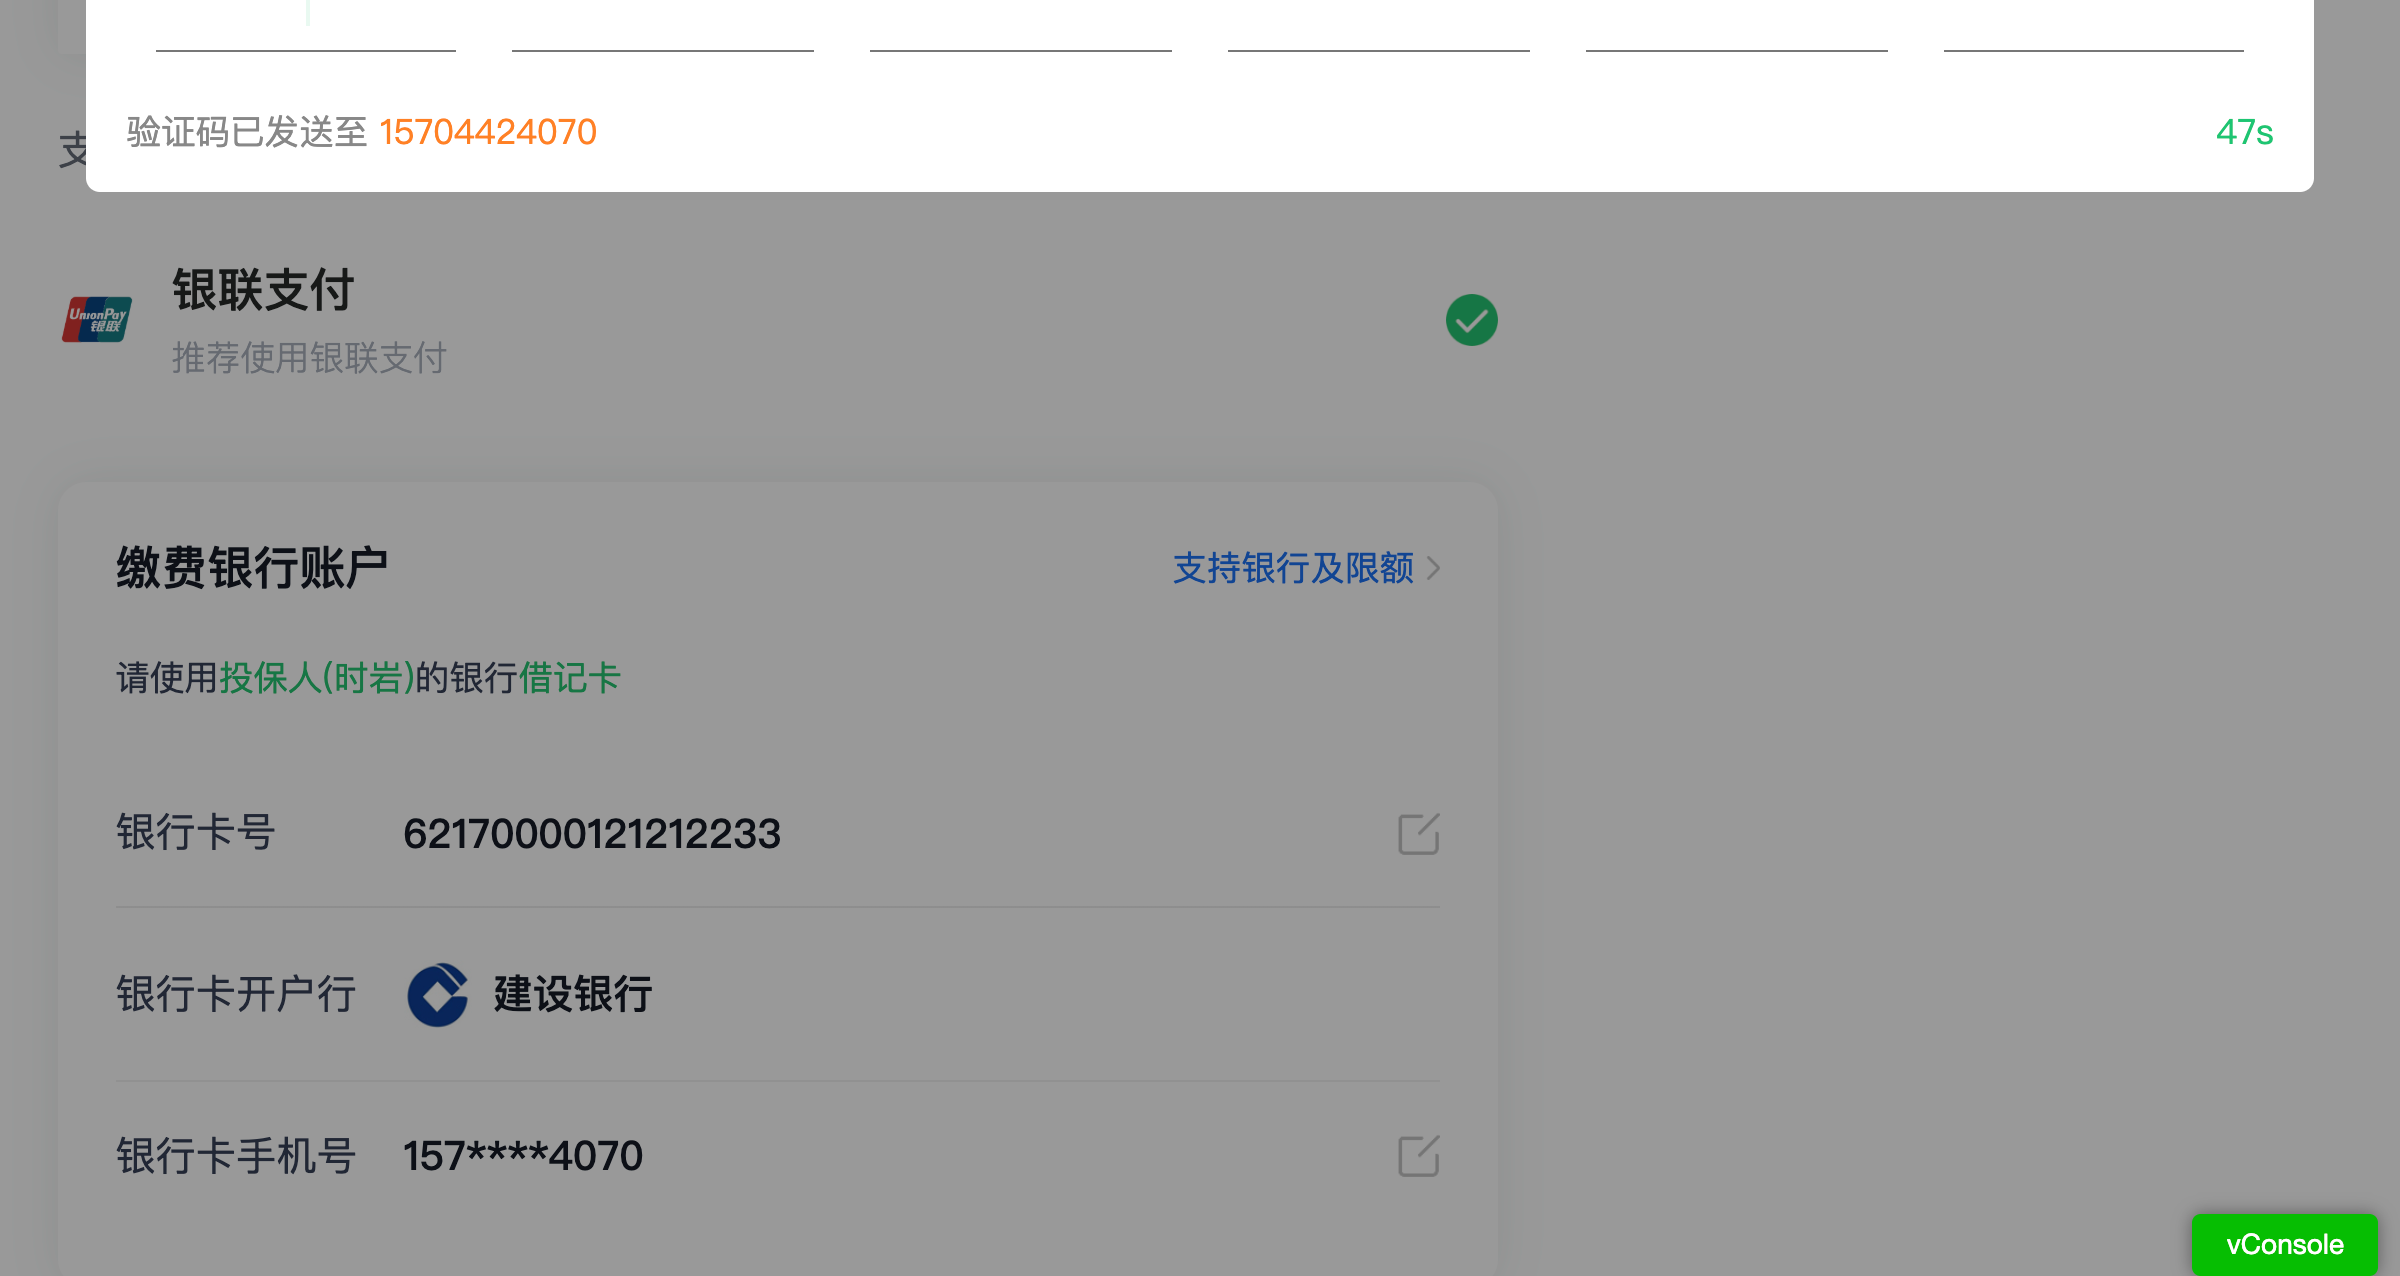 验证码已发送至 15704424070
47s
支
银联支付
UnionPay
银联
推荐使用银联支付
缴费银行账户
支持银行及限额
请使用投保人(时岩)的银行借记卡
银行卡号
62170000121212233
银行卡开户行
建设银行
银行卡手机号
157****4070
vConsole